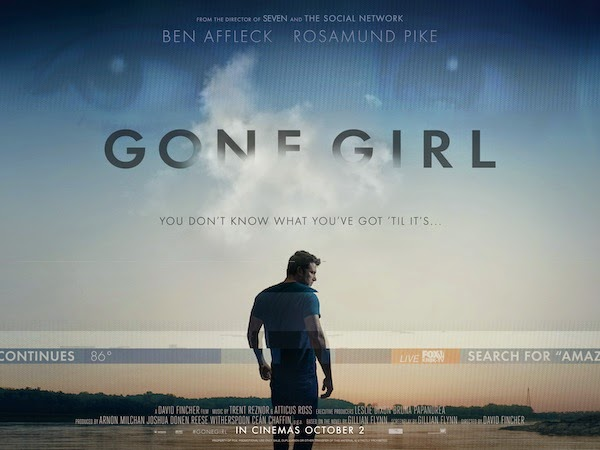 FROM THE DIRECTOR OF SEVEN AND THE SOCIAL NETWORK
BEN AFFLECK ROSAMUND PIKE
GONE GIRL
YOU DON'T KNOW WHAT YOU'VE GOT 'TIL IT'S...
CONTINUES 86° LIVE FOX SEARCH FOR "AMAZ
A DAVID FINCHER FILM MUSIC BY TRENT REZNOR & ATTICUS ROSS EXECUTIVE PRODUCERS LESLIE DIXON BRUNA PAPANDREA
PRODUCED BY ARNON MILCHAN JOSHUA DONEN REESE WITHERSPOON CEÁN CHAFFIN BASED ON THE NOVEL BY GILLIAN FLYNN SCREENPLAY BY GILLIAN FLYNN DIRECTED BY DAVID FINCHER
#GONEGIRL IN CINEMAS OCTOBER 2